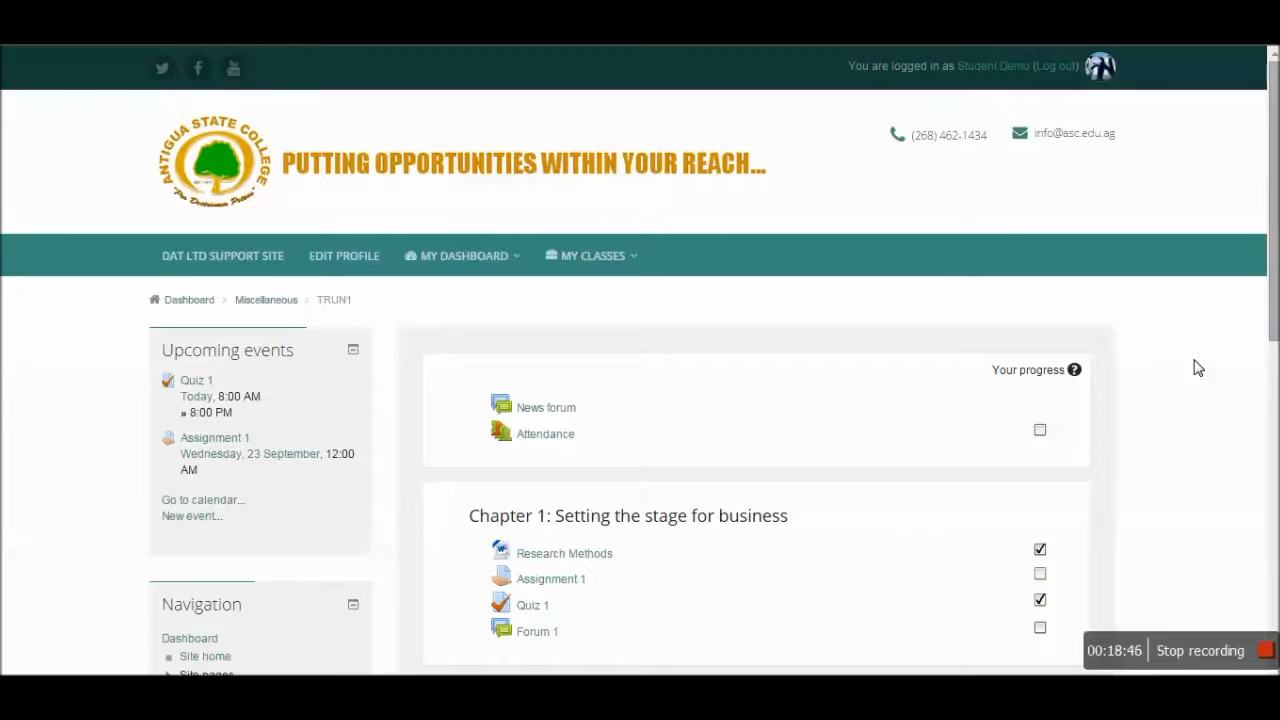 You are logged in as Student Demo (Log out)
ANTIGUA STATE COLLEGE
PUTTING OPPORTUNITIES WITHIN YOUR REACH...
(268) 462-1434
info@asc.edu.ag
QAT LTD SUPPORT SITE
EDIT PROFILE
MY DASHBOARD
MY CLASSES
Dashboard
Miscellaneous
TRUN1
Upcoming events
Quiz 1
Today, 8:00 AM
» 8:00 PM
Assignment 1
Wednesday, 23 September, 12:00
AM
Go to calendar...
New event...
Navigation
Dashboard
Site home
Site pages
Your progress
News forum
Attendance
Chapter 1: Setting the stage for business
Research Methods
Assignment 1
Quiz 1
Forum 1
00:18:46
Stop recording